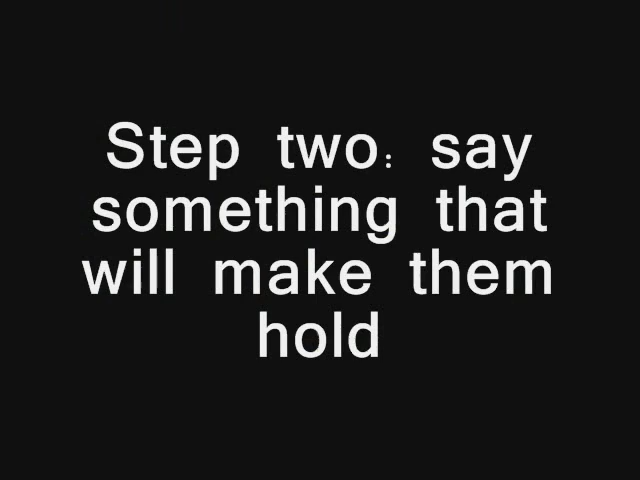 Step two: say
something that
will make them
hold